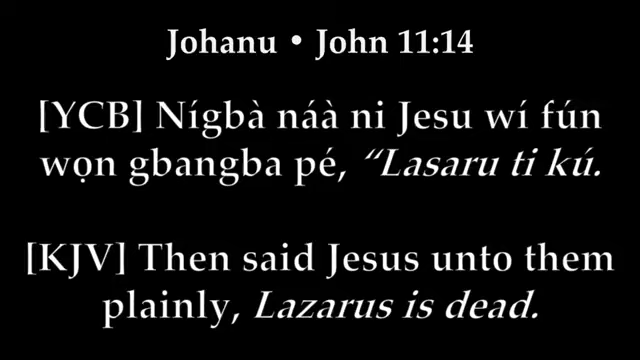 Johanu • John 11:14
[YCB] Nígbà náà ni Jesu wí fún
wọn gbangba pé, “Lasaru ti kú.
[KJV] Then said Jesus unto them
plainly, Lazarus is dead.